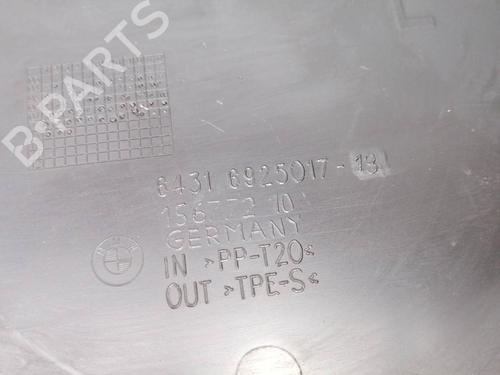 B-PARTS
L
6431 6925017-13
156772 10
GERMANY
IN >PP-T20<
OUT >TPE-S<